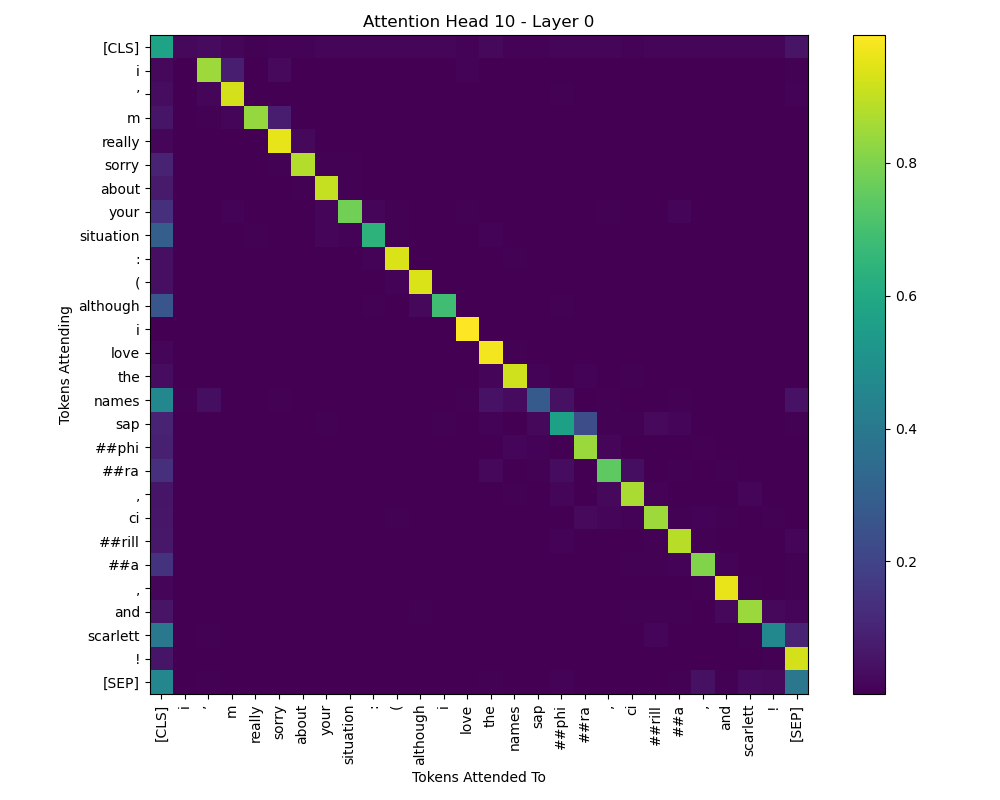 Attention Head 10 - Layer 0
[CLS]
i
’
m
really
sorry
about
your
situation
:
(
although
i
love
the
names
sap
##phi
##ra
,
ci
##rill
##a
,
and
scarlett
!
[SEP]
Tokens Attending
[CLS]
i
’
m
really
sorry
about
your
situation
:
(
although
i
love
the
names
sap
##phi
##ra
,
ci
##rill
##a
,
and
scarlett
!
[SEP]
Tokens Attended To
0.8
0.6
0.4
0.2